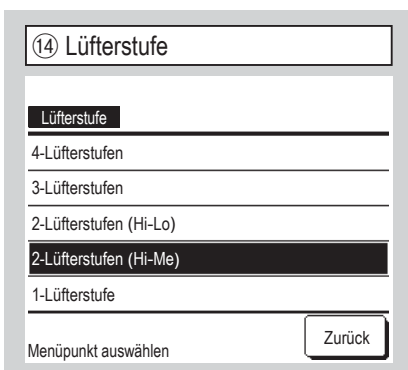 ⑭ Lüfterstufe
Lüfterstufe
4-Lüfterstufen
3-Lüfterstufen
2-Lüfterstufen (Hi-Lo)
2-Lüfterstufen (Hi-Me)
1-Lüfterstufe
Menüpunkt auswählen
Zurück